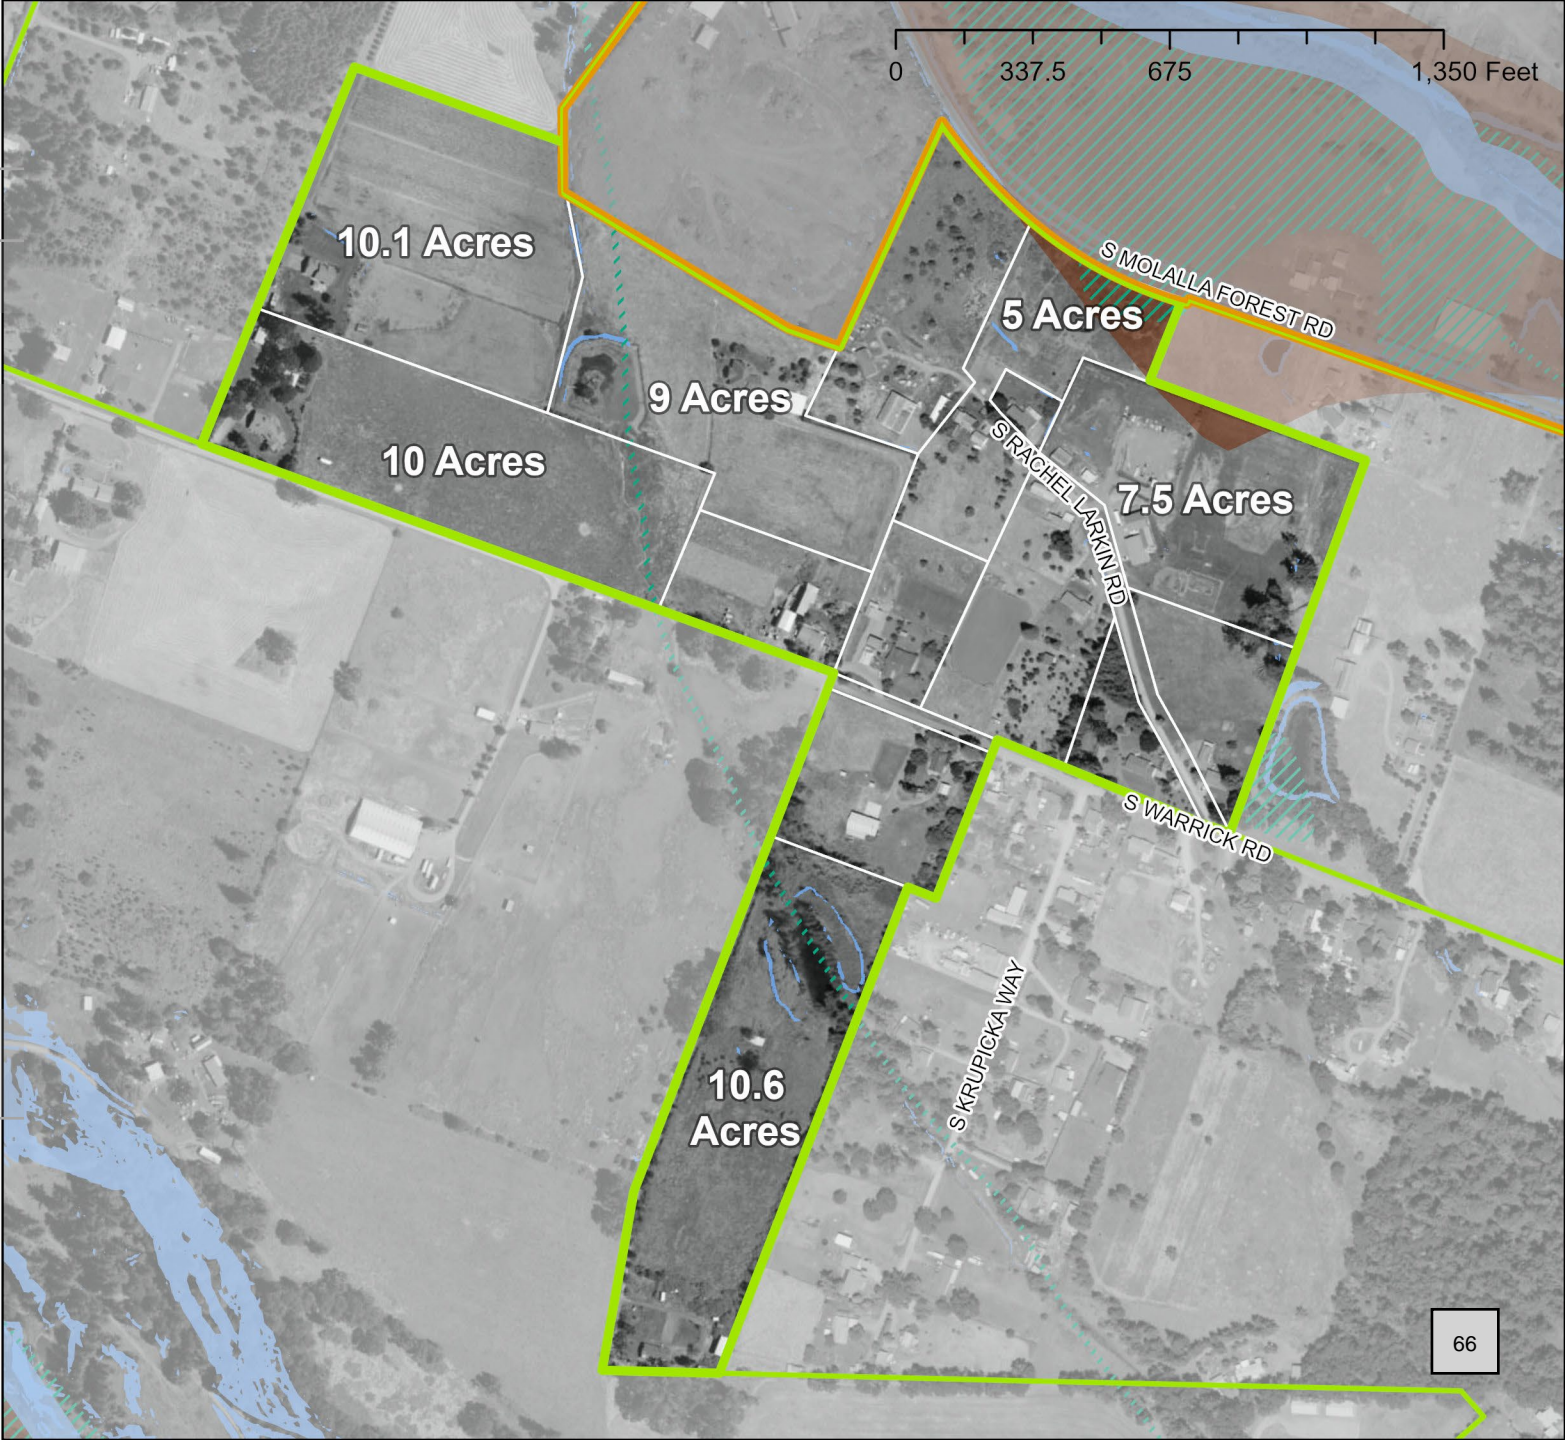 0 337.5 675 1,350 Feet
S MOLALLA FOREST RD
10.1 Acres
5 Acres
9 Acres
10 Acres
S RACHEL LARKIN RD
7.5 Acres
S WARRICK RD
S KRUPICKA WAY
10.6
Acres
66